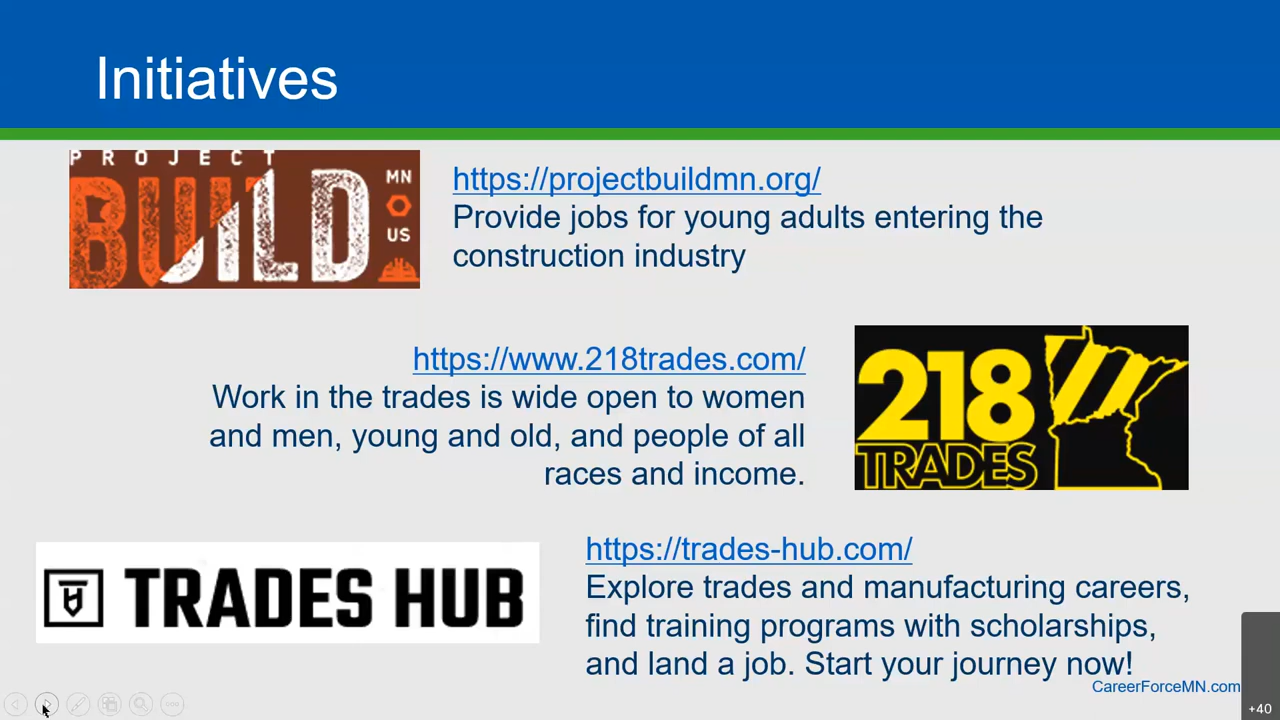 Initiatives
PROJECT
BUILD
MN
US
https://projectbuildmn.org/
Provide jobs for young adults entering the
construction industry
https://www.218trades.com/
Work in the trades is wide open to women
and men, young and old, and people of all
races and income.
218
TRADES
TRADES HUB
https://trades-hub.com/
Explore trades and manufacturing careers,
find training programs with scholarships,
and land a job. Start your journey now!
CareerForceMN.com
+40